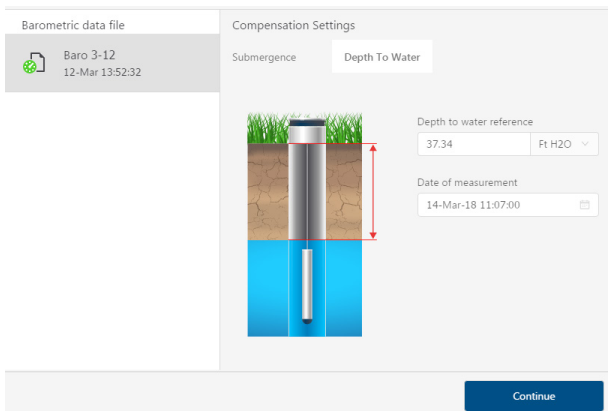 Barometric data file
Baro 3-12
12-Mar 13:52:32
Compensation Settings
Submergence
Depth To Water
Depth to water reference
37.34
Ft H2O
Date of measurement
14-Mar-18 11:07:00
Continue